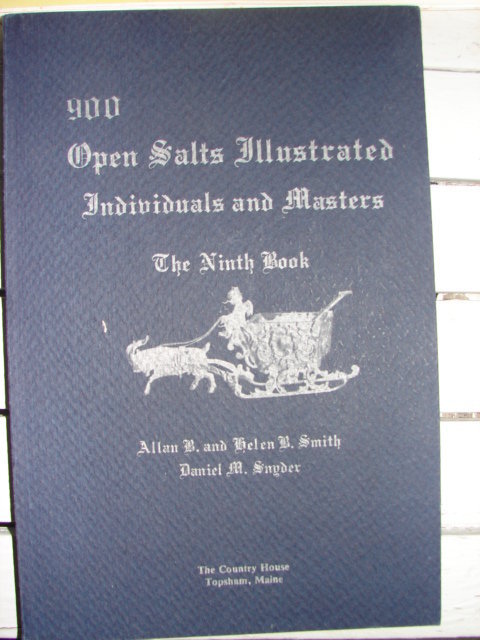 900
Open Salts Illustrated
Individuals and Masters
The Ninth Book
Allan B. and Helen B. Smith
Daniel M. Snyder
The Country House
Topsham, Maine